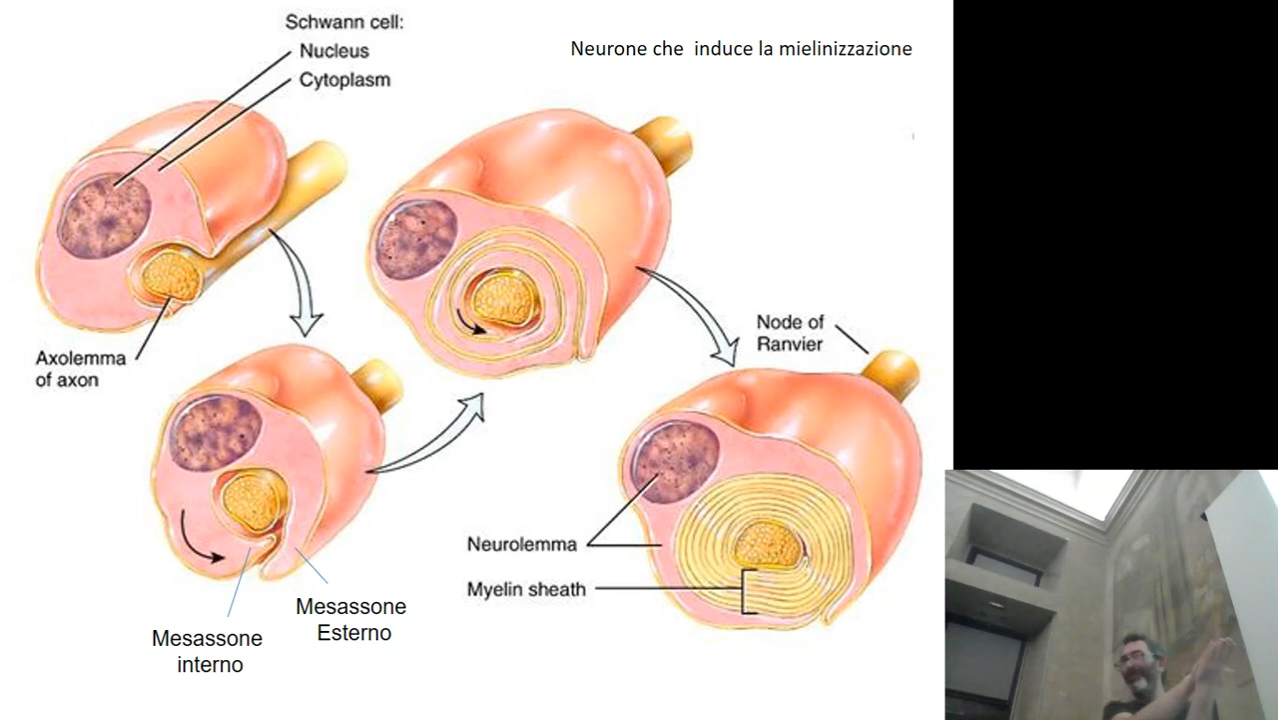 Schwann cell:
Nucleus
Cytoplasm
Neurone che  induce la mielinizzazione
Axolemma
of axon
Node of
Ranvier
Neurolemma
Myelin sheath
Mesassone
interno
Mesassone
Esterno